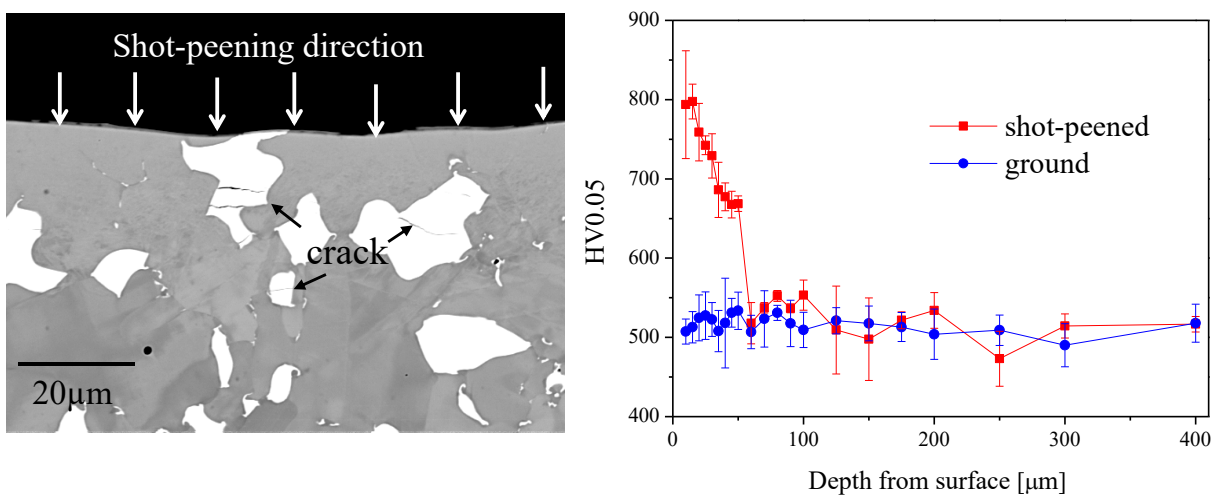 Shot-peening direction
crack
20μm
900
800
700
600
500
400
HV0.05
shot-peened
ground
0
100
200
300
400
Depth from surface [μm]